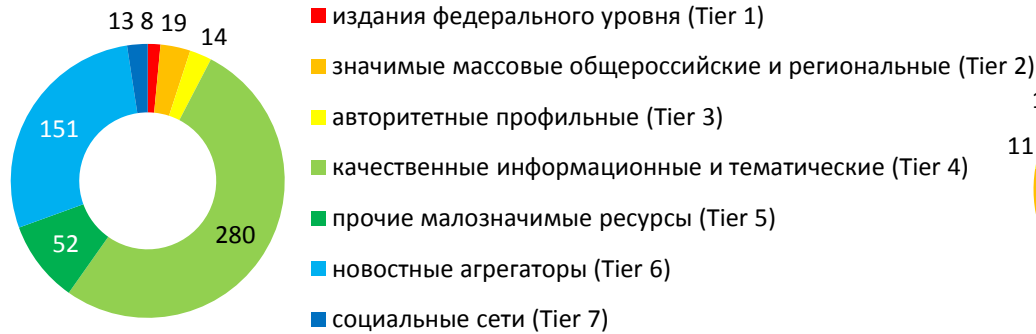 13 8 19
14
151
280
52
издания федерального уровня (Tier 1)
значимые массовые общероссийские и региональные (Tier 2)
авторитетные профильные (Tier 3)
качественные информационные и тематические (Tier 4)
прочие малозначимые ресурсы (Tier 5)
новостные агрегаторы (Tier 6)
социальные сети (Tier 7)
11